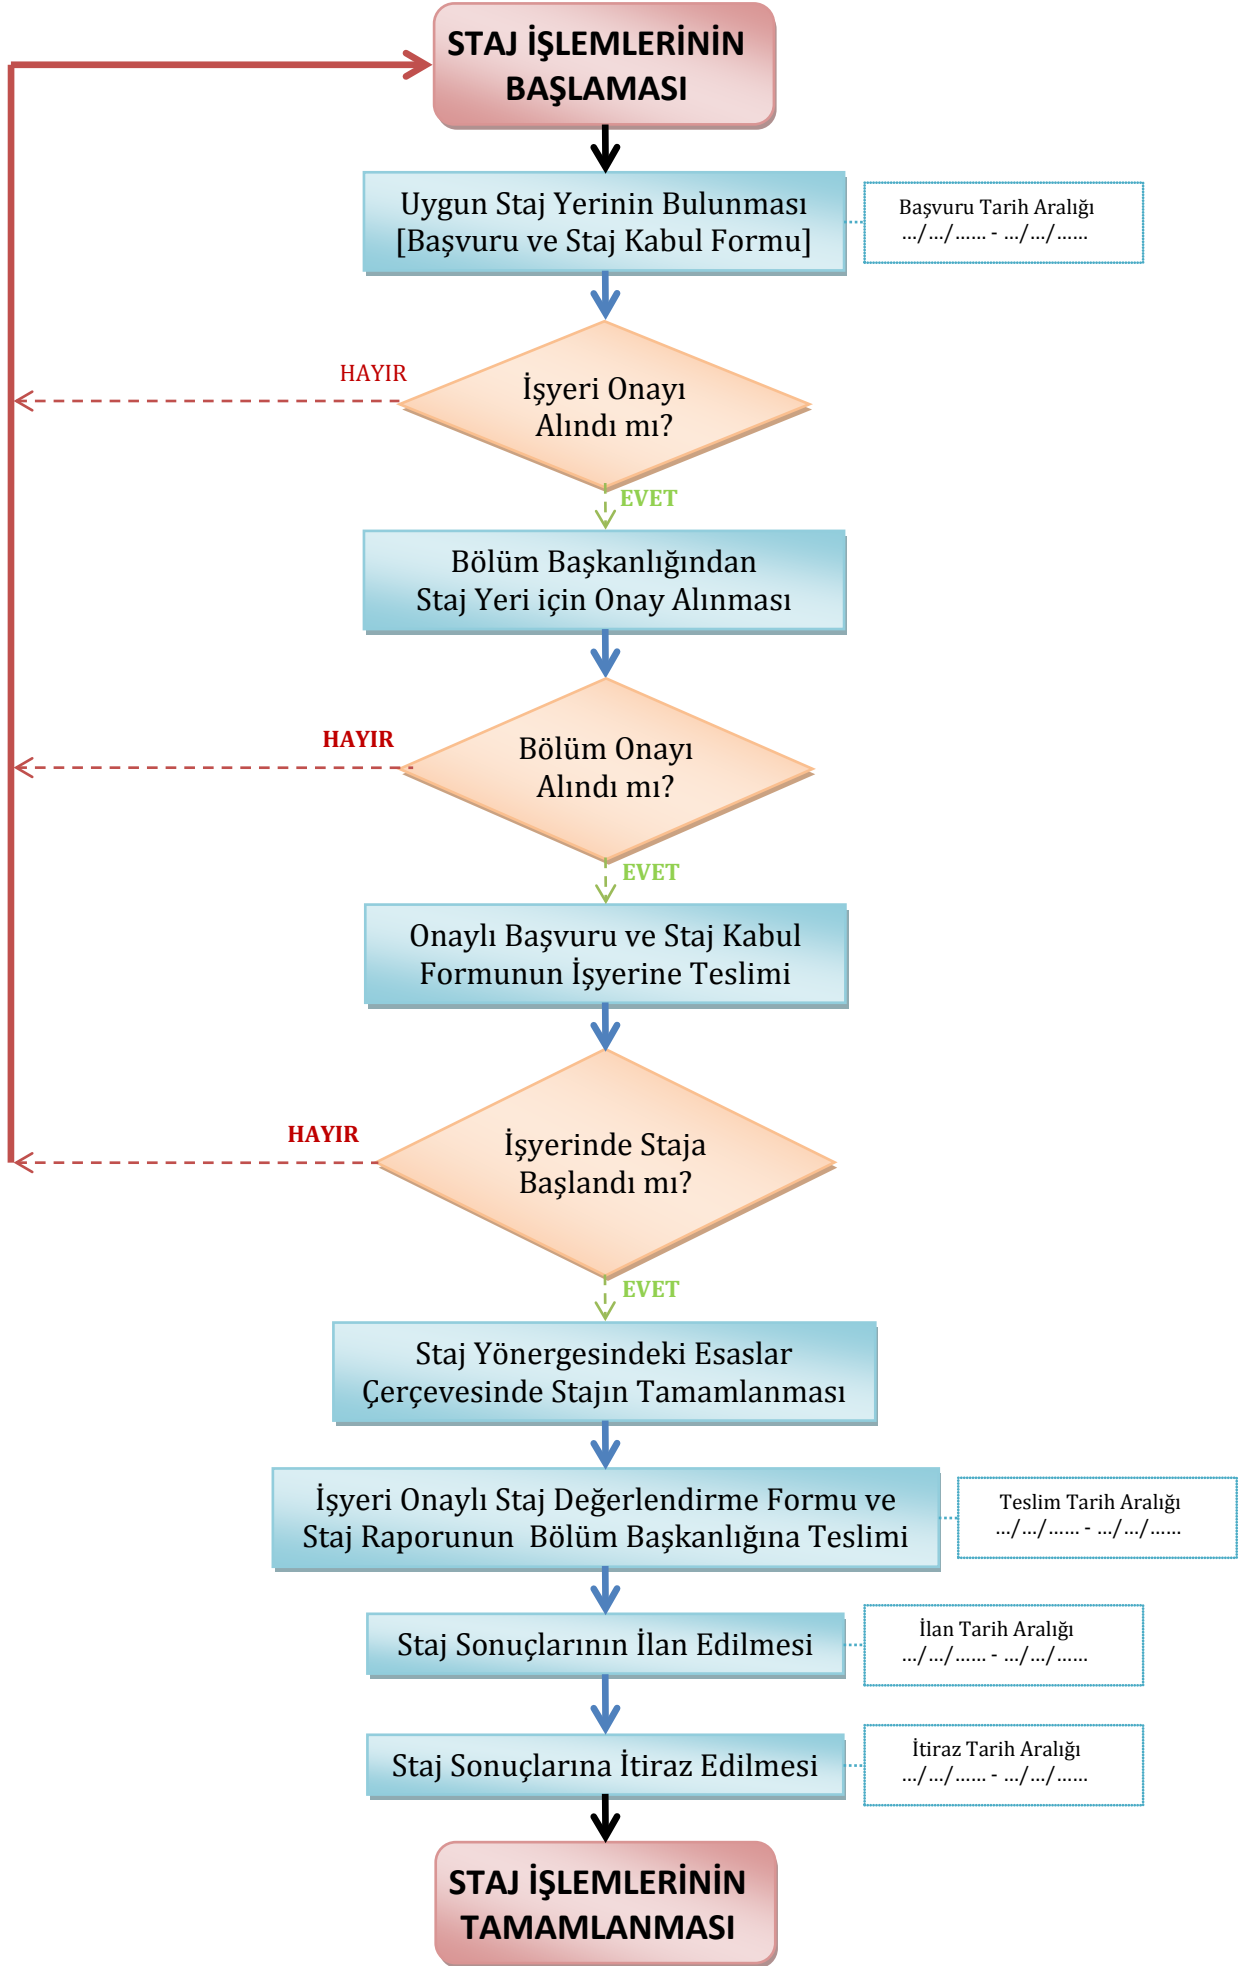 STAJ İŞLEMLERİNİN
BAŞLAMASI
Uygun Staj Yerinin Bulunması
[Başvuru ve Staj Kabul Formu]
Başvuru Tarih Aralığı
.../.../...... - .../.../......
HAYIR
İşyeri Onayı
Alındı mı?
EVET
Bölüm Başkanlığından
Staj Yeri için Onay Alınması
HAYIR
Bölüm Onayı
Alındı mı?
EVET
Onaylı Başvuru ve Staj Kabul
Formunun İşyerine Teslimi
HAYIR
İşyerinde Staja
Başlandı mı?
EVET
Staj Yönergesindeki Esaslar
Çerçevesinde Stajın Tamamlanması
İşyeri Onaylı Staj Değerlendirme Formu ve
Staj Raporunun Bölüm Başkanlığına Teslimi
Teslim Tarih Aralığı
.../.../...... - .../.../......
Staj Sonuçlarının İlan Edilmesi
İlan Tarih Aralığı
.../.../...... - .../.../......
Staj Sonuçlarına İtiraz Edilmesi
İtiraz Tarih Aralığı
.../.../...... - .../.../......
STAJ İŞLEMLERİNİN
TAMAMLANMASI